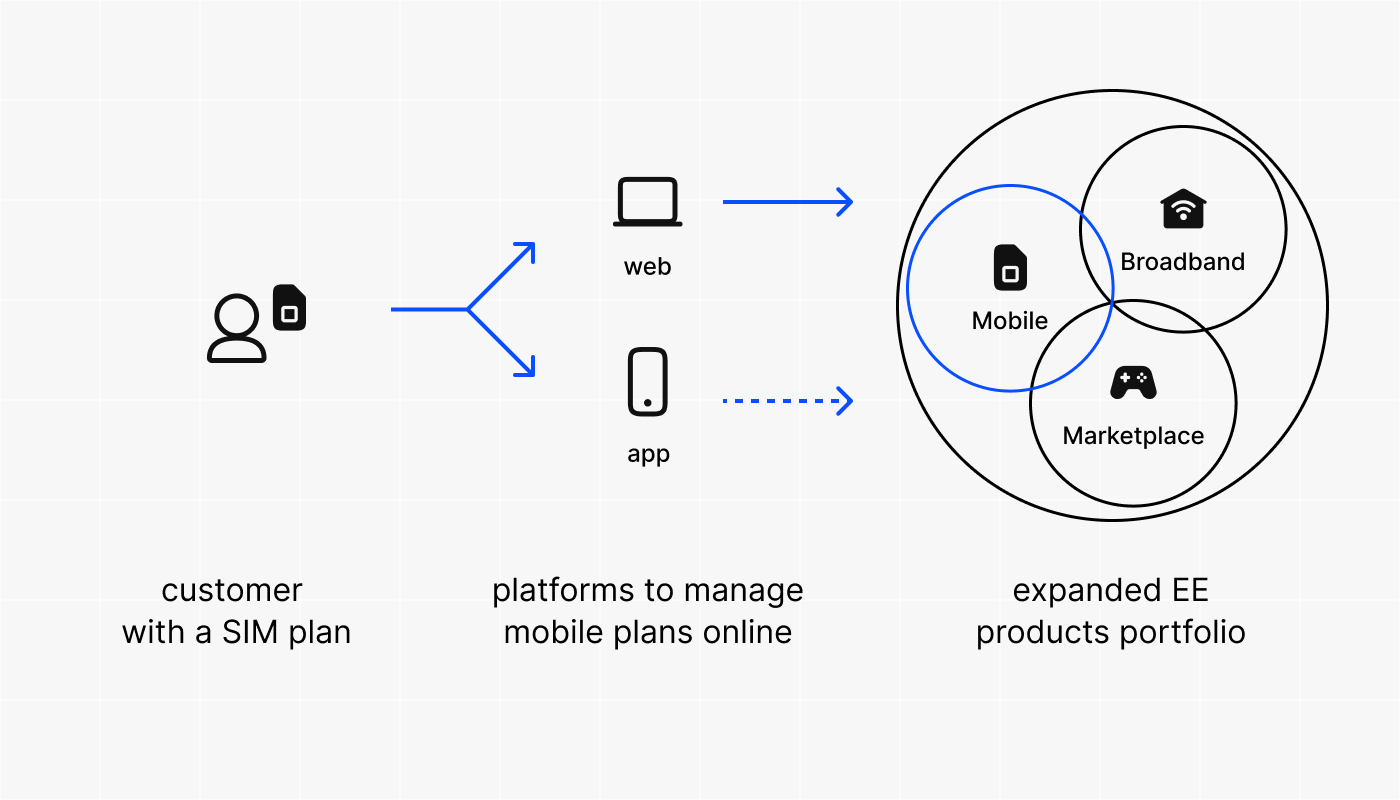 web
app
Mobile
Broadband
Marketplace
customer
with a SIM plan
platforms to manage
mobile plans online
expanded EE
products portfolio